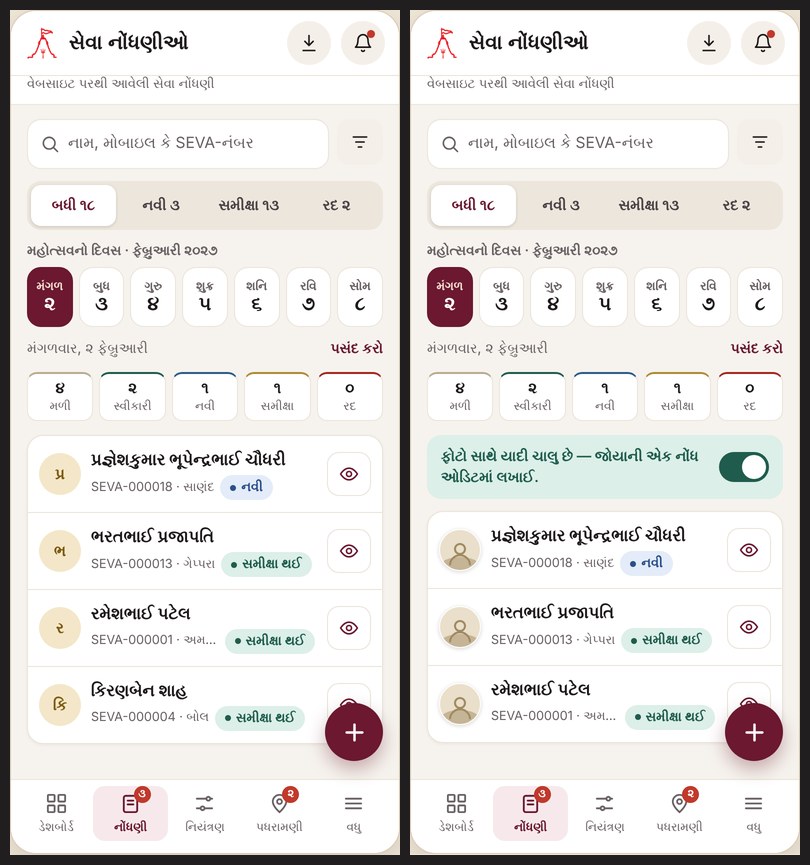 સેવા નોંધણીઓ
વેબસાઇટ પરથી આવેલી સેવા નોંધણી
નામ, મોબાઇલ કે SEVA-નંબર
બધી ૧૮ નવી ૩ સમીક્ષા ૧૩ રદ ૨
મહોત્સવનો દિવસ · ફેબ્રુઆરી ૨૦૨૭
મંગળ બુધ ગુરુ શુક્ર શનિ રવિ સોમ
૨ ૩ ૪ ૫ ૬ ૭ ૮
મંગળવાર, ૨ ફેબ્રુઆરી પસંદ કરો
૪ ૨ ૧ ૧ ૦
મળી સ્વીકારી નવી સમીક્ષા રદ
પ્ર પ્રજ્ઞેશકુમાર ભૂપેન્દ્રભાઈ ચૌધરી
SEVA-000018 · સાણંદ • નવી
ભ ભરતભાઈ પ્રજાપતિ
SEVA-000013 · ગેપ્પરા • સમીક્ષા થઈ
ર રમેશભાઈ પટેલ
SEVA-000001 · અમ... • સમીક્ષા થઈ
કિ કિરણબેન શાહ
SEVA-000004 · બોલ • સમીક્ષા થઈ
+
૩ ૨
ડેશબોર્ડ નોંધણી નિયંત્રણ પધરામણી વધુ
સેવા નોંધણીઓ
વેબસાઇટ પરથી આવેલી સેવા નોંધણી
નામ, મોબાઇલ કે SEVA-નંબર
બધી ૧૮ નવી ૩ સમીક્ષા ૧૩ રદ ૨
મહોત્સવનો દિવસ · ફેબ્રુઆરી ૨૦૨૭
મંગળ બુધ ગુરુ શુક્ર શનિ રવિ સોમ
૨ ૩ ૪ ૫ ૬ ૭ ૮
મંગળવાર, ૨ ફેબ્રુઆરી પસંદ કરો
૪ ૨ ૧ ૧ ૦
મળી સ્વીકારી નવી સમીક્ષા રદ
ફોટો સાથે યાદી ચાલુ છે — જોયાની એક નોંધ
ઓડિટમાં લખાઈ.
પ્રજ્ઞેશકુમાર ભૂપેન્દ્રભાઈ ચૌધરી
SEVA-000018 · સાણંદ • નવી
ભરતભાઈ પ્રજાપતિ
SEVA-000013 · ગેપ્પરા • સમીક્ષા થઈ
રમેશભાઈ પટેલ
SEVA-000001 · અમ... • સમીક્ષા થઈ
+
૩ ૨
ડેશબોર્ડ નોંધણી નિયંત્રણ પધરામણી વધુ